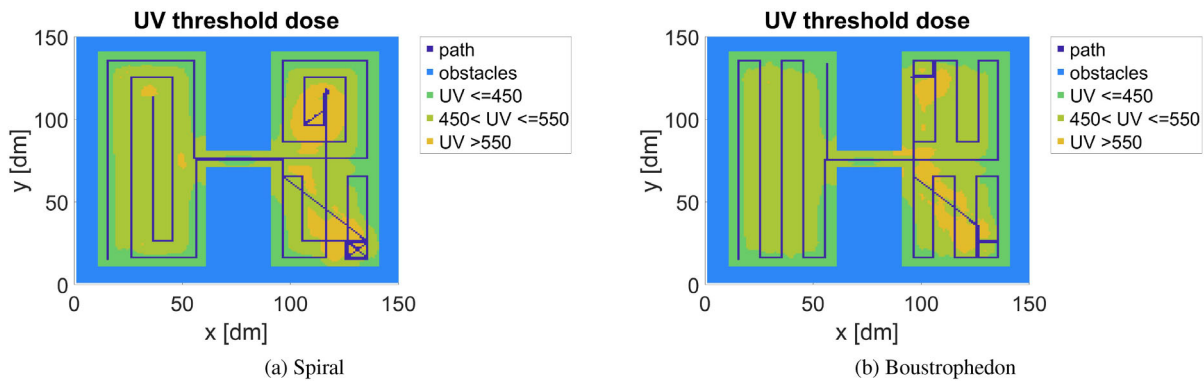 UV threshold dose
150
100
50
0
y [dm]
0 50 100 150
x [dm]
path
obstacles
UV <=450
450< UV <=550
UV >550
(a) Spiral
UV threshold dose
150
100
50
0
y [dm]
0 50 100 150
x [dm]
path
obstacles
UV <=450
450< UV <=550
UV >550
(b) Boustrophedon